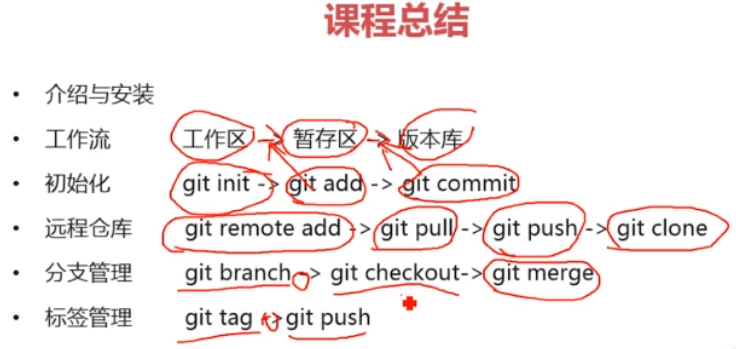 课程总结
• 介绍与安装
• 工作流 工作区 -> 暂存区 -> 版本库
• 初始化 git init -> git add -> git commit
• 远程仓库 git remote add -> git pull -> git push -> git clone
• 分支管理 git branch -> git checkout-> git merge
• 标签管理 git tag -> git push